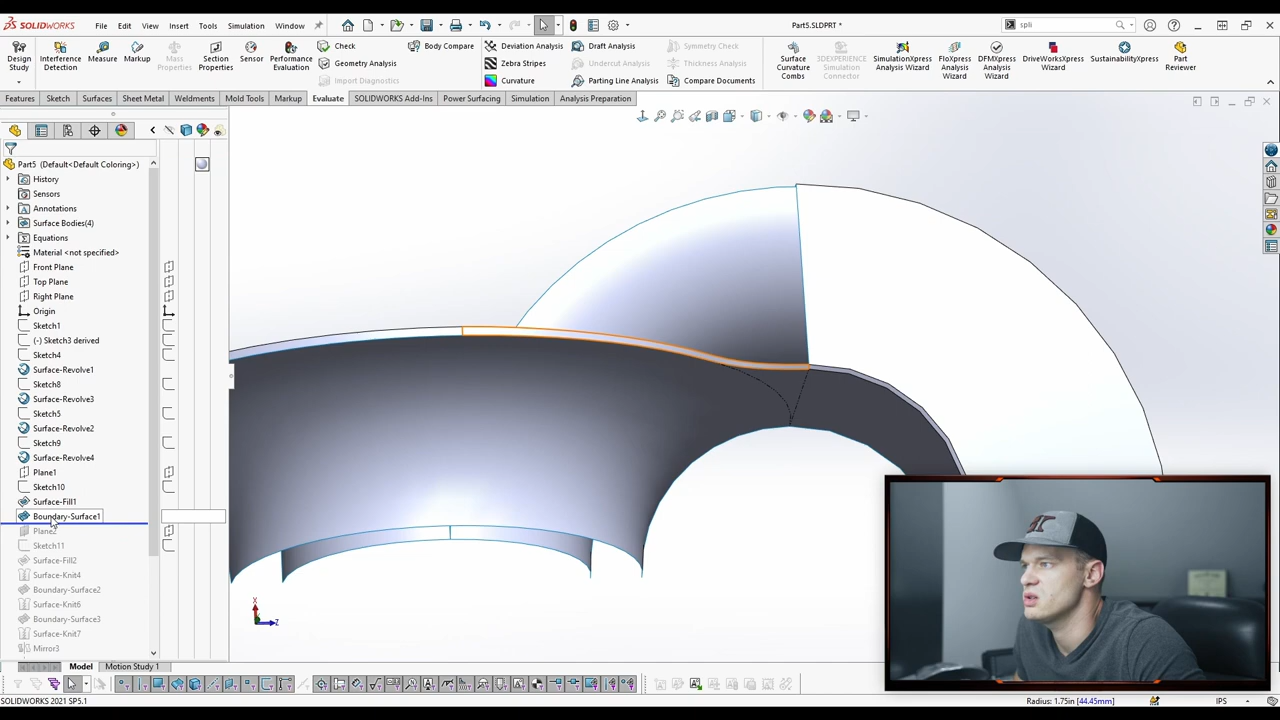 SOLIDWORKS File Edit View Insert Tools Simulation Window Part5.SLDPRT * spli
Design Study Interference Detection Measure Markup Mass Properties Section Properties Sensor Performance Evaluation
Check Body Compare
Geometry Analysis
Import Diagnostics
Deviation Analysis Draft Analysis Symmetry Check
Zebra Stripes Undercut Analysis Thickness Analysis
Curvature Parting Line Analysis Compare Documents
Surface Curvature Combs 3DEXPERIENCE Simulation Connector SimulationXpress Analysis Wizard FloXpress Analysis Wizard DFMXpress Analysis Wizard DriveWorksXpress Wizard SustainabilityXpress Part Reviewer
Features Sketch Surfaces Sheet Metal Weldments Mold Tools Markup Evaluate SOLIDWORKS Add-Ins Power Surfacing Simulation Analysis Preparation
Part5 (Default<Default Coloring>)
History
Sensors
Annotations
Surface Bodies(4)
Equations
Material <not specified>
Front Plane
Top Plane
Right Plane
Origin
Sketch1
(-) Sketch3 derived
Sketch4
Surface-Revolve1
Sketch8
Surface-Revolve3
Sketch5
Surface-Revolve2
Sketch9
Surface-Revolve4
Plane1
Sketch10
Surface-Fill1
Boundary-Surface1
Plane2
Sketch11
Surface-Fill2
Surface-Knit4
Boundary-Surface2
Surface-Knit6
Boundary-Surface3
Surface-Knit7
Mirror3
X
Z
Model Motion Study 1
SOLIDWORKS 2021 SP5.1 Radius: 1.75in [44.45mm] IPS